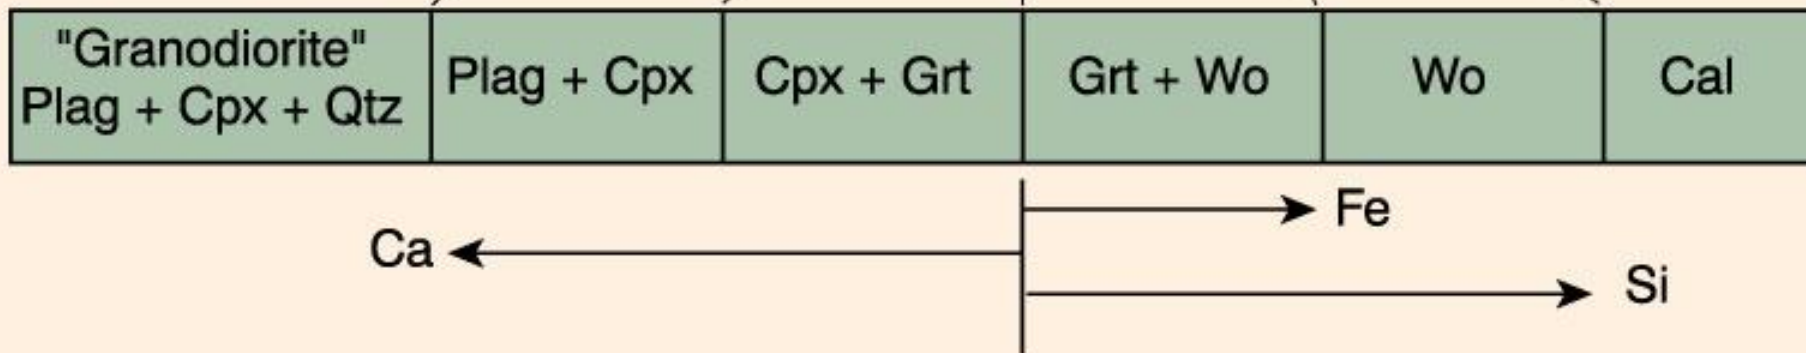 "Granodiorite"
Plag + Cpx + Qtz
Plag + Cpx
Cpx + Grt
Grt + Wo
Wo
Cal
Fe
Ca
Si